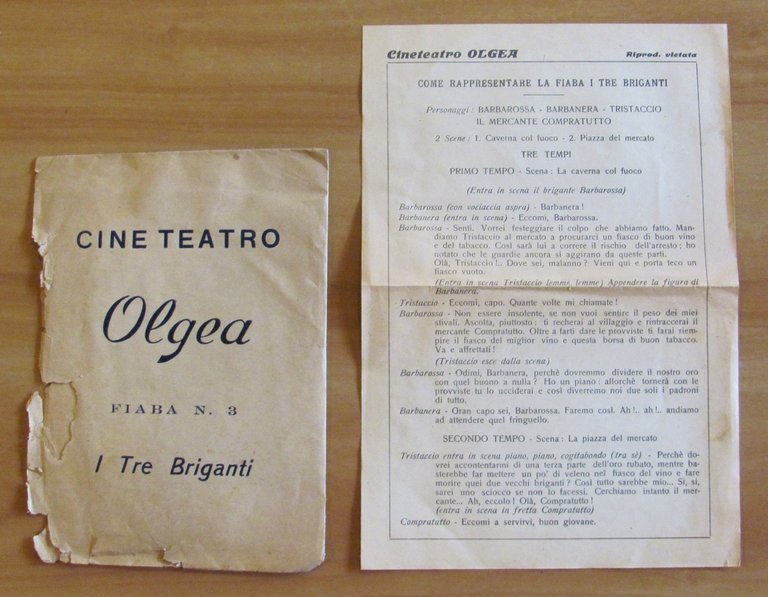 CINE TEATRO
Olgea
FIABA N. 3
I Tre Briganti
Cineteatro OLGEA Riprod. vietata
COME RAPPRESENTARE LA FIABA I TRE BRIGANTI
Personaggi : BARBAROSSA - BARBANERA - TRISTACCIO
IL MERCANTE COMPRATUTTO
2 Scene : 1. Caverna col fuoco - 2. Piazza del mercato
TRE TEMPI
PRIMO TEMPO - Scena : La caverna col fuoco
(Entra in scena il brigante Barbarossa)
Barbarossa (con vociaccia aspra) - Barbanera !
Barbanera (entra in scena) - Eccomi, Barbarossa.
Barbarossa - Senti. Vorrei festeggiare il colpo che abbiamo fatto. Man-
diamo Tristaccio al mercato a procurarci un fiasco di buon vino
e del tabacco. Così sarà lui a correre il rischio dell'arresto ; ho
notato che le guardie ancora si aggirano da queste parti.
Olà, Tristaccio !.. Dove sei, malanno ? Vieni qui e porta teco un
fiasco vuoto.
(Entra in scena Tristaccio lemme, lemme) Appendere la figura di
Barbanera.
Tristaccio - Eccomi, capo. Quante volte mi chiamate !
Barbarossa - Non essere insolente, se non vuoi sentire il peso dei miei
stivali. Ascolta, piuttosto : ti recherai al villaggio e rintraccerai il
mercante Compratutto. Oltre a farti dare le provviste ti farai riem-
pire il fiasco del miglior vino e questa borsa di buon tabacco.
Va e affrettati !
(Tristaccio esce dalla scena)
Barbarossa - Odimi, Barbanera, perchè dovremmo dividere il nostro oro
con quel buono a nulla ? Ho un piano : allorchè tornerà con le
provviste tu lo ucciderai e così diverremo noi due soli i padroni
di tutto.
Barbanera - Oran capo sei, Barbarossa. Faremo così. Ah !.. ah !.. andiamo
ad attendere quel fringuello.
SECONDO TEMPO - Scena : La piazza del mercato
Tristaccio entra in scena piano, piano, cogitabondo (tra sè) - Perchè do-
vrei accontentarmi di una terza parte dell'oro rubato, mentre ba-
sterebbe far mettere un po' di veleno nel fiasco del vino e fare
morire quei due vecchi briganti ? Così tutto sarebbe mio... Sì, sì,
sarei uno sciocco se non lo facessi. Cerchiamo intanto il mer-
cante... Ah, eccolo ! Olà, Compratutto !
(entra in scena in fretta Compratutto)
Compratutto - Eccomi a servirvi, buon giovane.